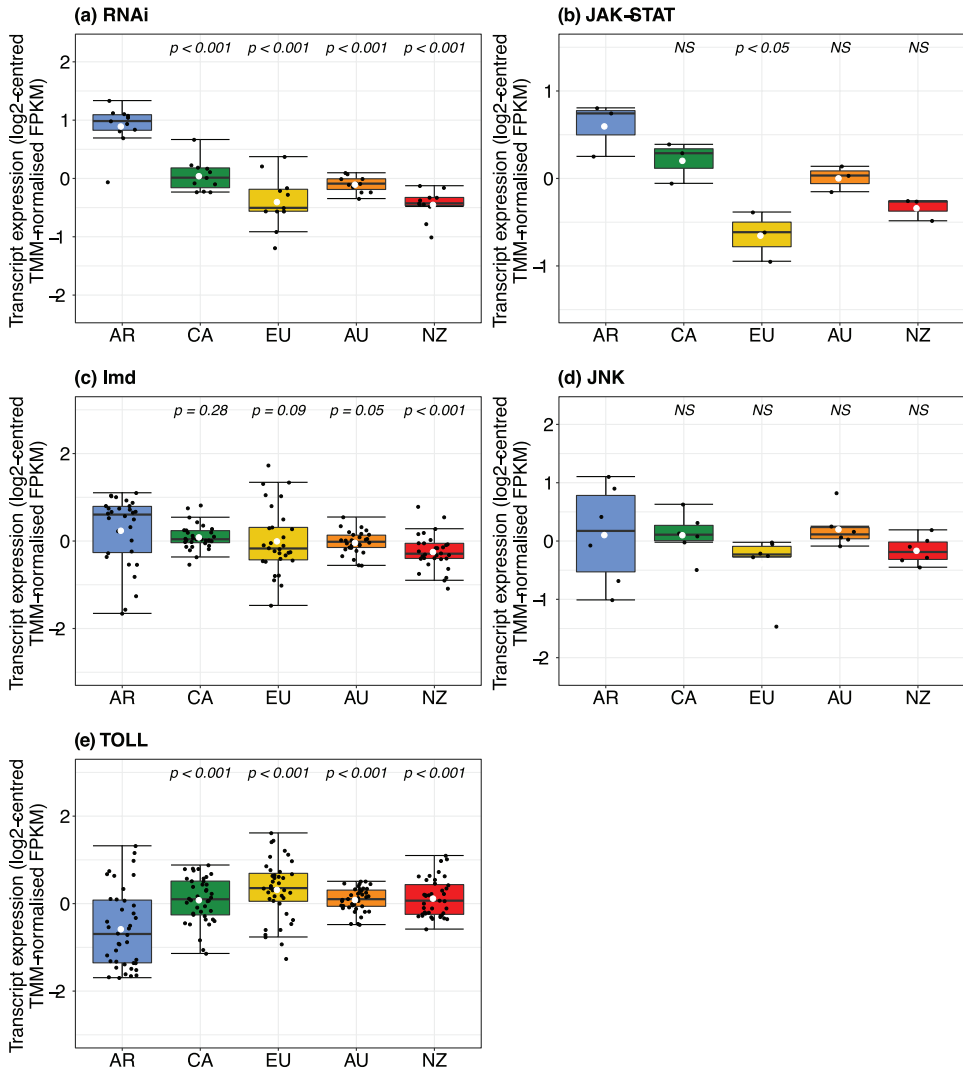 (a) RNAi
p < 0.001 p < 0.001 p < 0.001 p < 0.001
Transcript expression (log2-centred
TMM-normalised FPKM)
2
1
0
-1
-2
AR CA EU AU NZ
(b) JAK-STAT
NS p < 0.05 NS NS
Transcript expression (log2-centred
TMM-normalised FPKM)
1
0
-1
AR CA EU AU NZ
(c) Imd
p = 0.28 p = 0.09 p = 0.05 p < 0.001
Transcript expression (log2-centred
TMM-normalised FPKM)
2
0
-2
AR CA EU AU NZ
(d) JNK
NS NS NS NS
Transcript expression (log2-centred
TMM-normalised FPKM)
2
1
0
-1
-2
AR CA EU AU NZ
(e) TOLL
p < 0.001 p < 0.001 p < 0.001 p < 0.001
Transcript expression (log2-centred
TMM-normalised FPKM)
2
0
-2
AR CA EU AU NZ